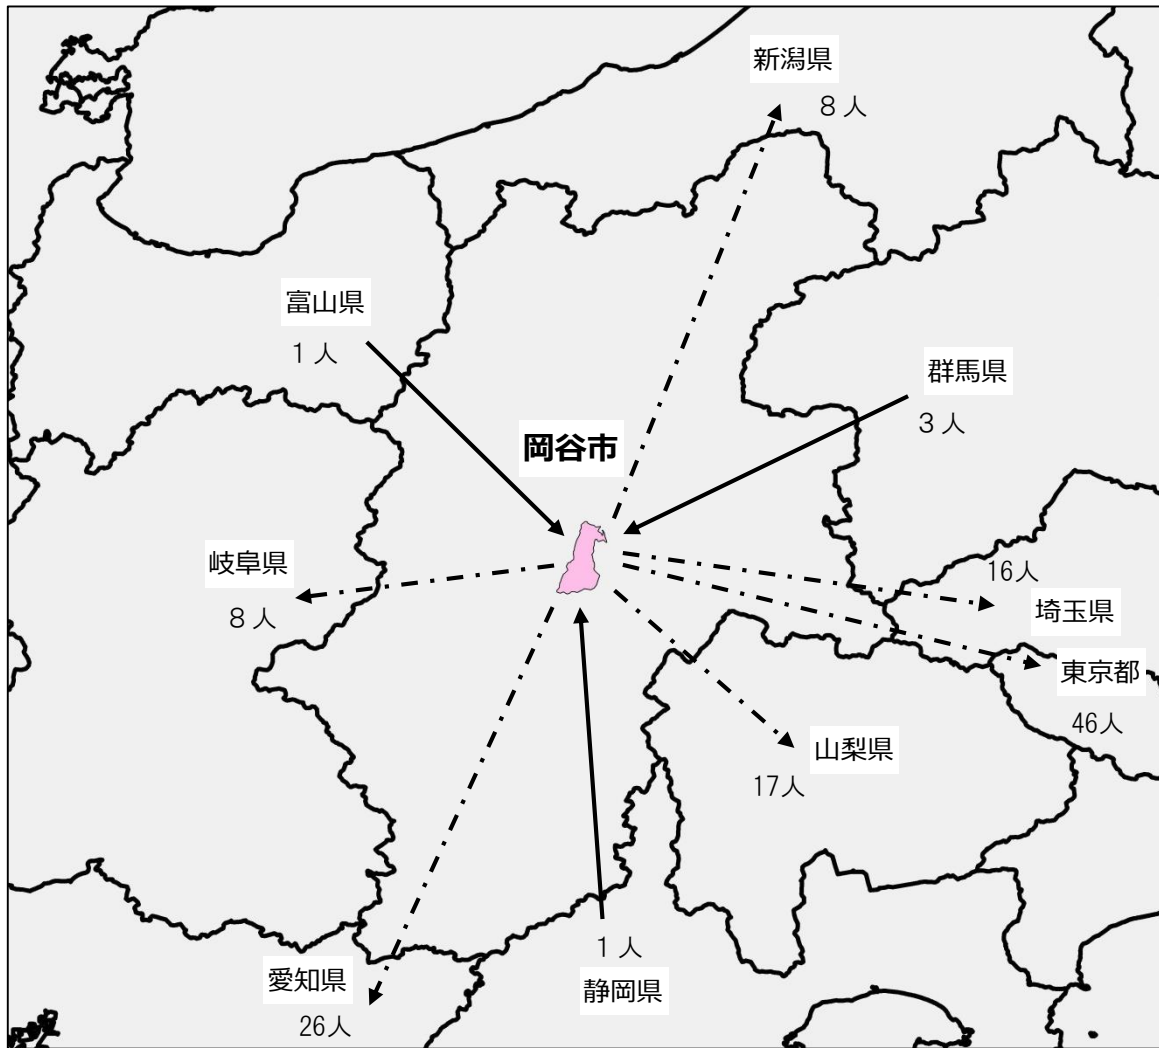 新潟県
8人
富山県
1人
群馬県
3人
岡谷市
岐阜県
8人
16人
埼玉県
東京都
46人
山梨県
17人
1人
静岡県
愛知県
26人